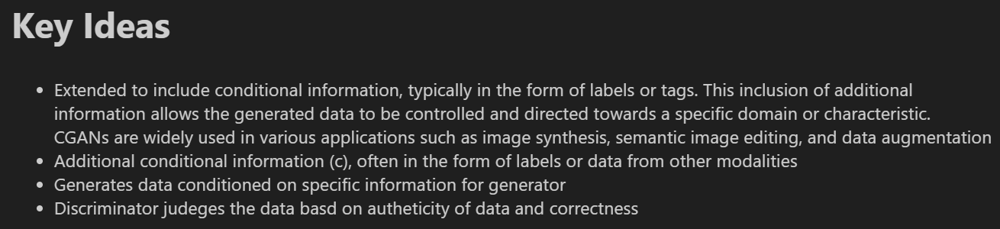 Key Ideas
• Extended to include conditional information, typically in the form of labels or tags. This inclusion of additional
information allows the generated data to be controlled and directed towards a specific domain or characteristic.
CGANs are widely used in various applications such as image synthesis, semantic image editing, and data augmentation
• Additional conditional information (c), often in the form of labels or data from other modalities
• Generates data conditioned on specific information for generator
• Discriminator judeges the data basd on autheticity of data and correctness